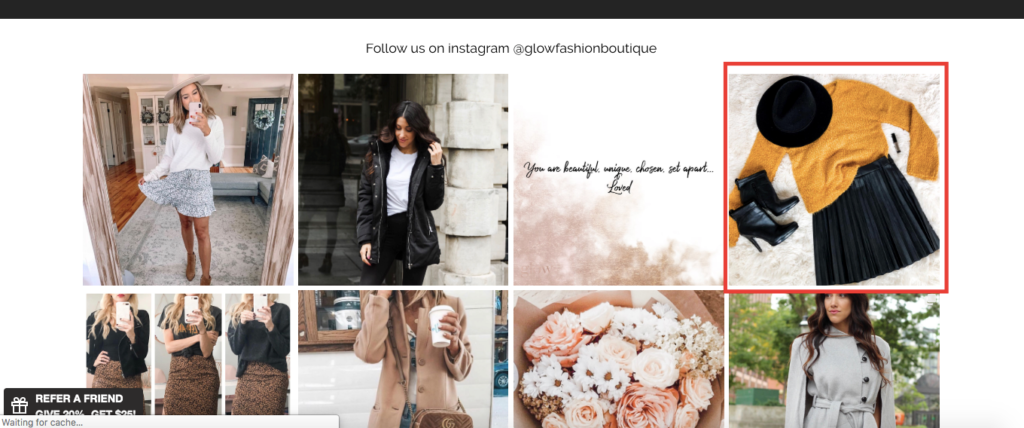 Follow us on instagram @glowfashionboutique
You are beautiful, unique, chosen, set apart...
Loved
REFER A FRIEND
GIVE 20%, GET $25!
Waiting for cache...